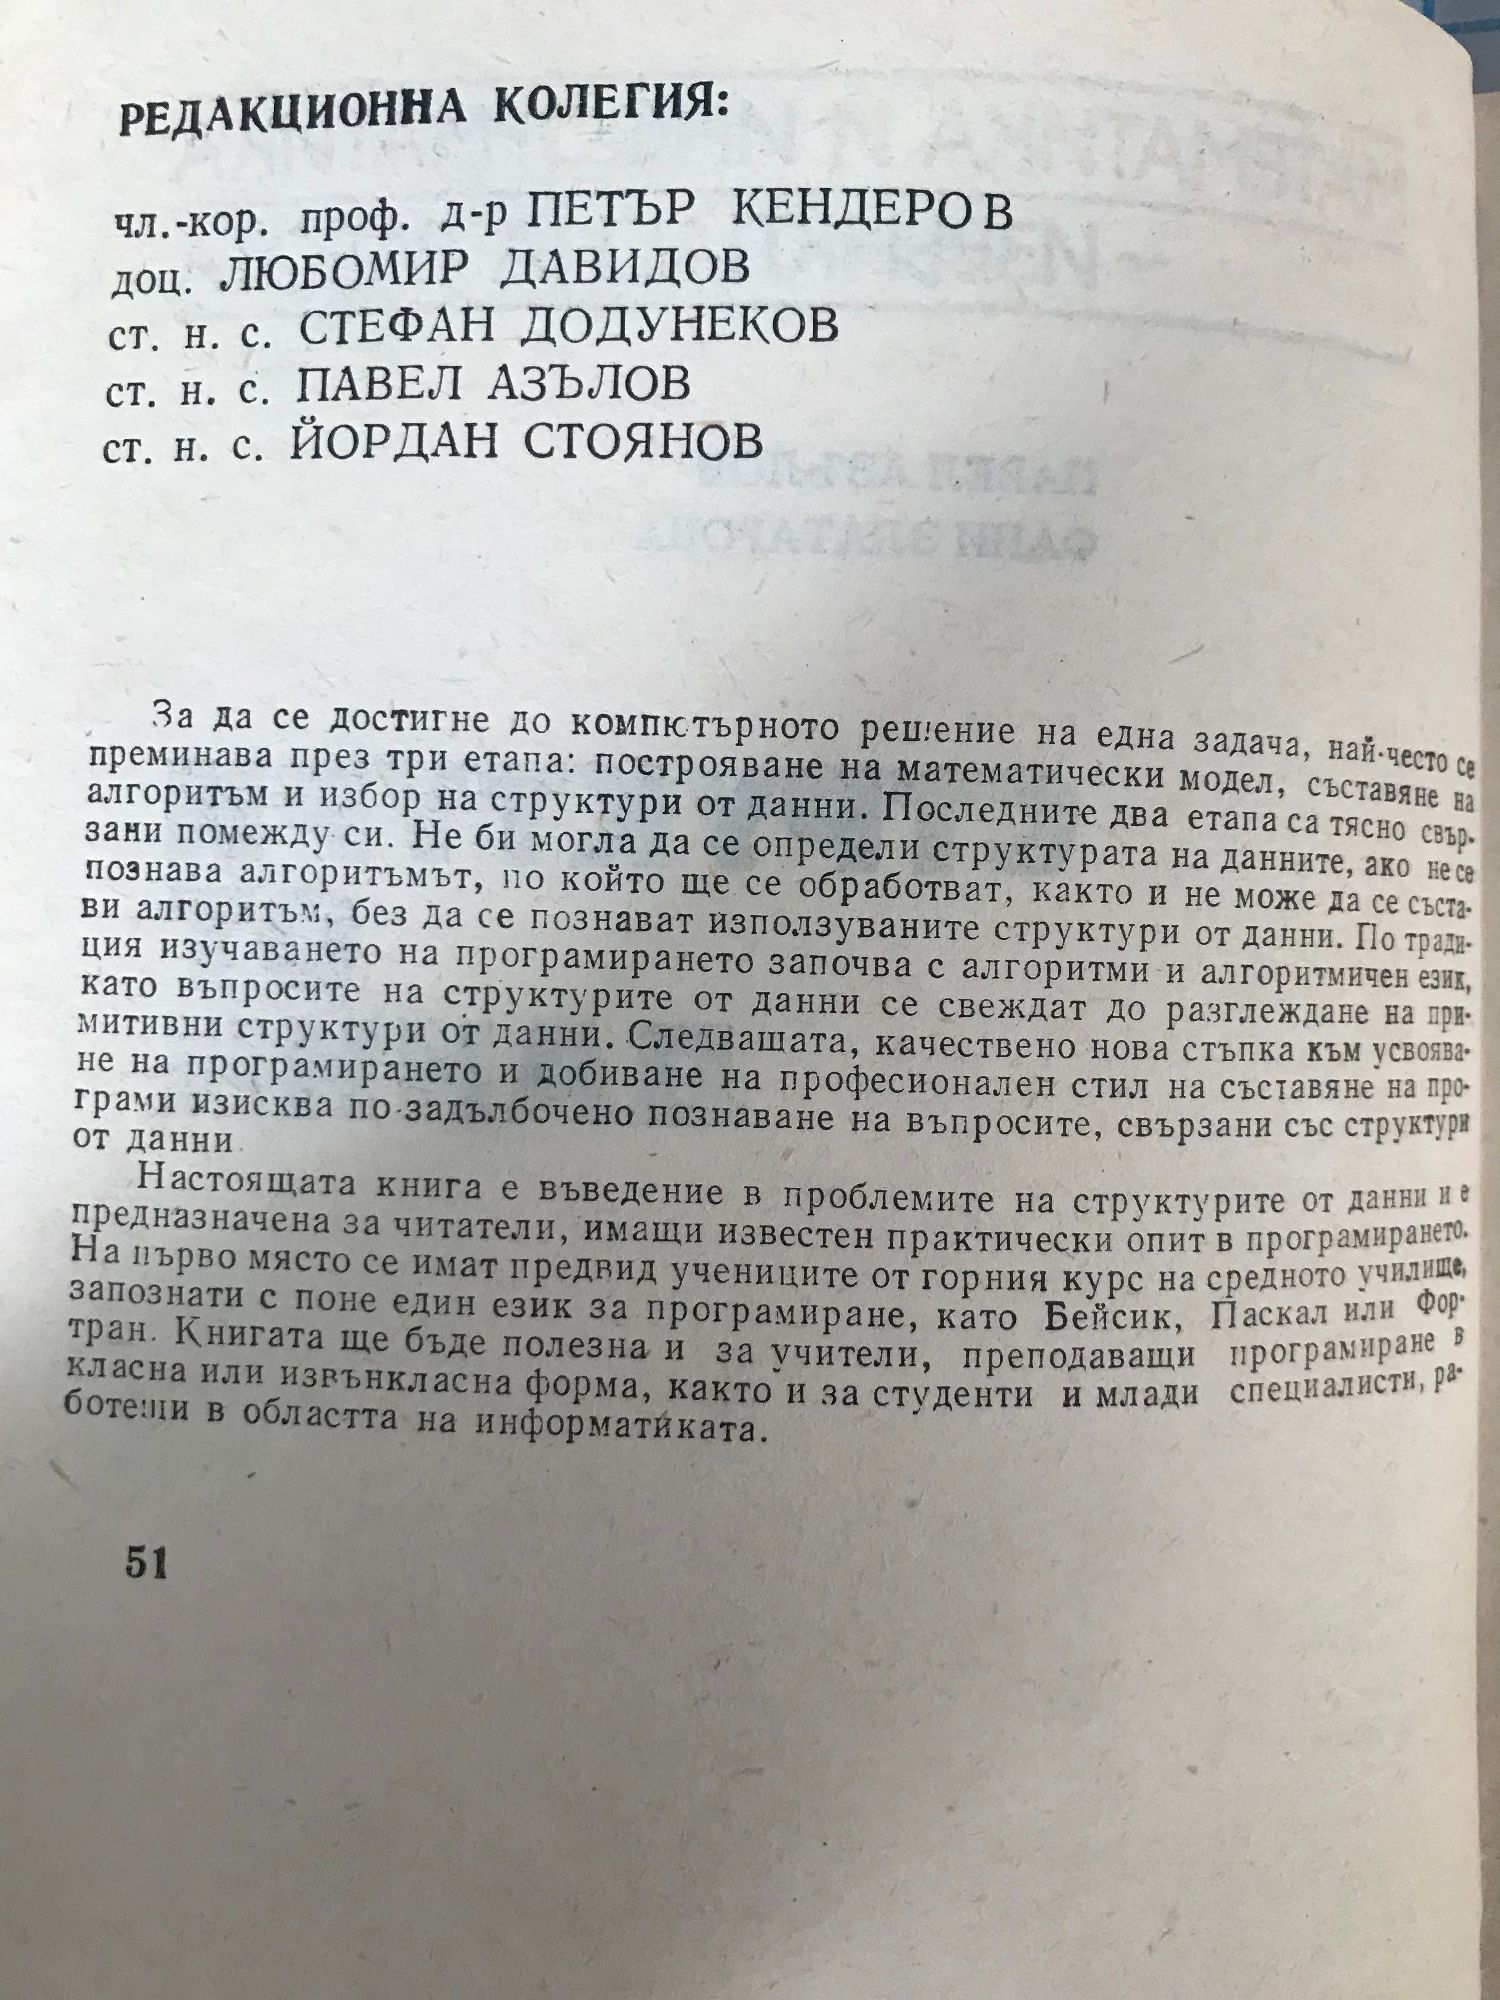 РЕДАКЦИОННА КОЛЕГИЯ:
чл.-кор. проф. д-р ПЕТЪР КЕНДЕРОВ
доц. ЛЮБОМИР ДАВИДОВ
ст. н. с. СТЕФАН ДОДУНЕКОВ
ст. н. с. ПАВЕЛ АЗЪЛОВ
ст. н. с. ЙОРДАН СТОЯНОВ
За да се достигне до компютърното решение на една задача, най-често се
преминава през три етапа: построяване на математически модел, съставяне на
алгоритъм и избор на структури от данни. Последните два етапа са тясно свър-
зани помежду си. Не би могла да се определи структурата на данните, ако не се
познава алгоритъмът, по който ще се обработват, както и не може да се съста-
ви алгоритъм, без да се познават използуваните структури от данни. По тради-
ция изучаването на програмирането започва с алгоритми и алгоритмичен език,
като въпросите на структурите от данни се свеждат до разглеждане на при-
митивни структури от данни. Следващата, качествено нова стъпка към усвоява-
не на програмирането и добиване на професионален стил на съставяне на про-
грами изисква по-задълбочено познаване на въпросите, свързани със структури
от данни.
Настоящата книга е въведение в проблемите на структурите от данни и е
предназначена за читатели, имащи известен практически опит в програмирането.
На първо място се имат предвид учениците от горния курс на средното училище,
запознати с поне един език за програмиране, като Бейсик, Паскал или Фор-
тран. Книгата ще бъде полезна и за учители, преподаващи програмиране в
класна или извънкласна форма, както и за студенти и млади специалисти, ра-
ботещи в областта на информатиката.
51